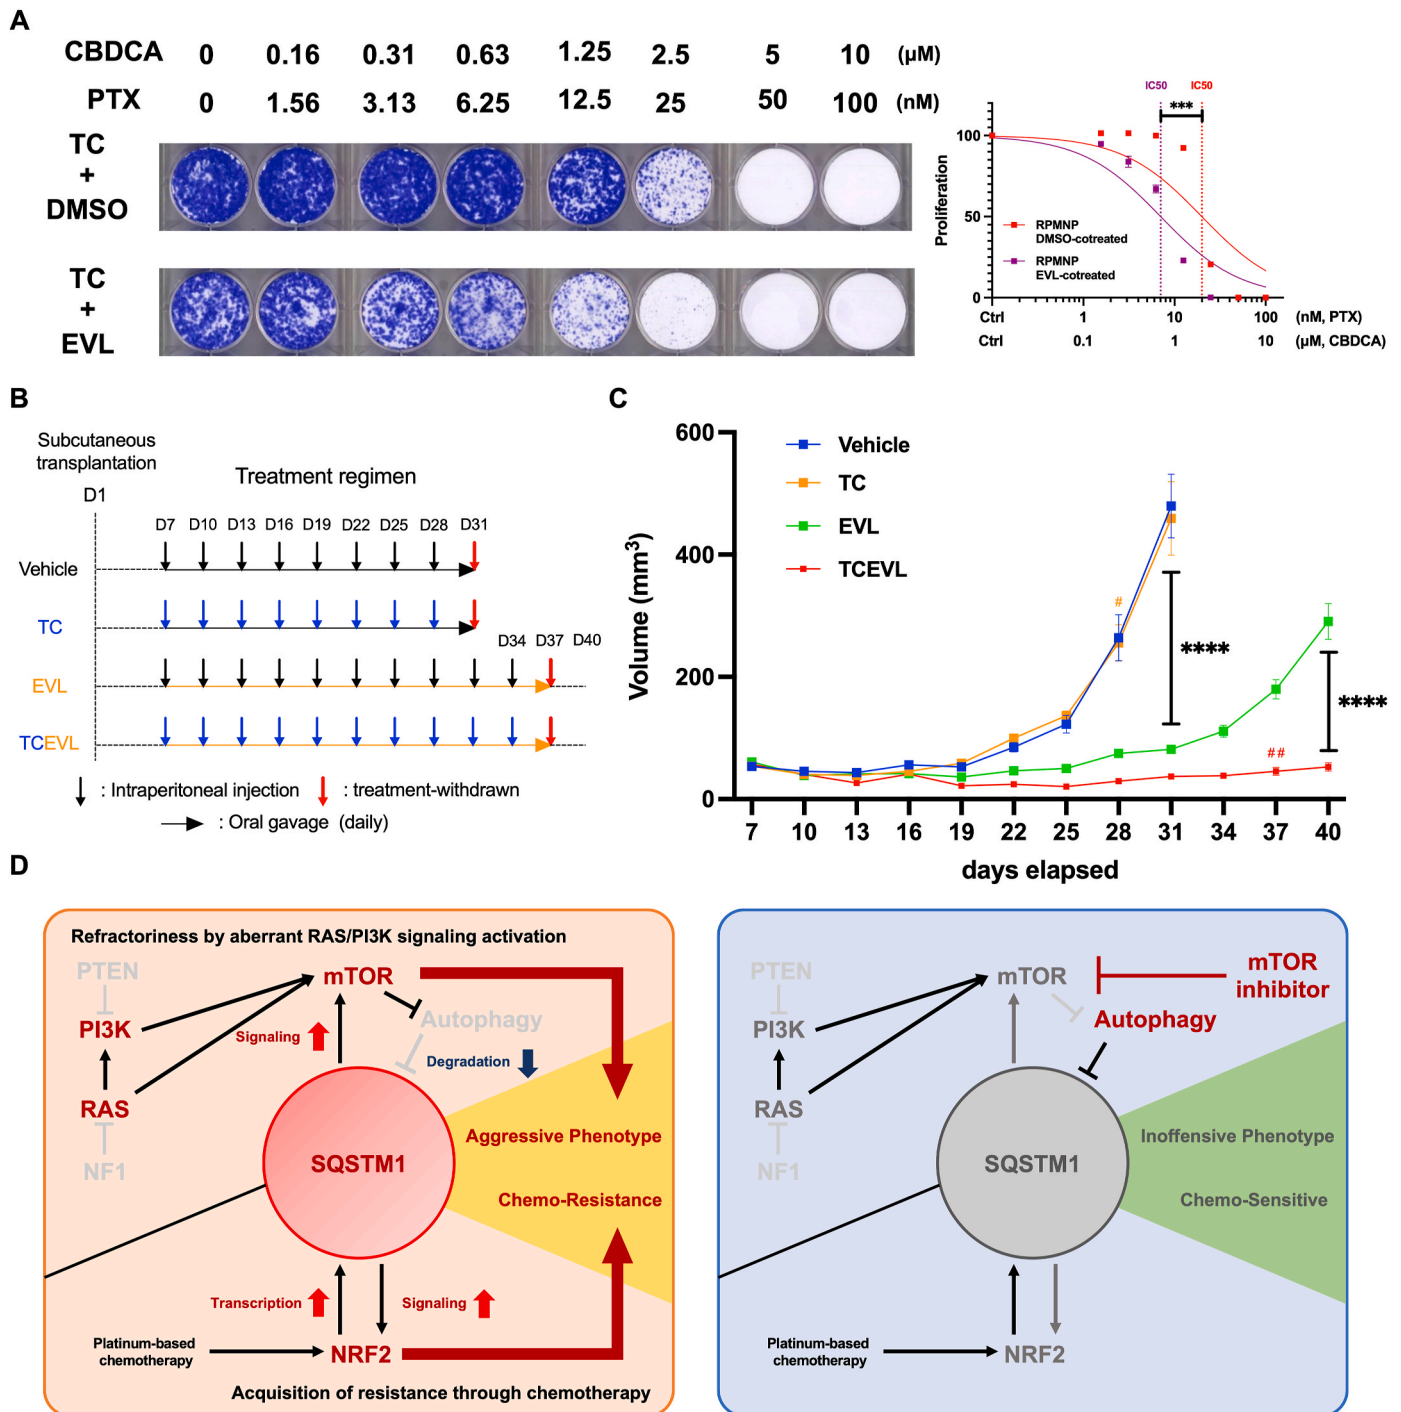 A
CBDCA 0 0.16 0.31 0.63 1.25 2.5 5 10 (μM)
PTX 0 1.56 3.13 6.25 12.5 25 50 100 (nM)
TC
+
DMSO
TC
+
EVL
IC50 IC50
***
100
50
0
Proliferation
RPMNP
DMSO-cotreated
RPMNP
EVL-cotreated
Ctrl 1 10 100 (nM, PTX)
Ctrl 0.1 1 10 (μM, CBDCA)
B
Subcutaneous
transplantation
Treatment regimen
D1
D7 D10 D13 D16 D19 D22 D25 D28 D31
Vehicle
TC
D34 D37 D40
EVL
TCEVL
: Intraperitoneal injection
: treatment-withdrawn
: Oral gavage (daily)
C
600
400
200
0
Volume (mm³)
Vehicle
TC
EVL
TCEVL
#
****
****
##
7 10 13 16 19 22 25 28 31 34 37 40
days elapsed
D
Refractoriness by aberrant RAS/PI3K signaling activation
PTEN
mTOR
PI3K
Autophagy
Signaling
Degradation
RAS
NF1
SQSTM1
Aggressive Phenotype
Chemo-Resistance
Transcription
Signaling
Platinum-based
chemotherapy
NRF2
Acquisition of resistance through chemotherapy
PTEN
mTOR
mTOR
inhibitor
PI3K
Autophagy
RAS
NF1
SQSTM1
Inoffensive Phenotype
Chemo-Sensitive
Platinum-based
chemotherapy
NRF2